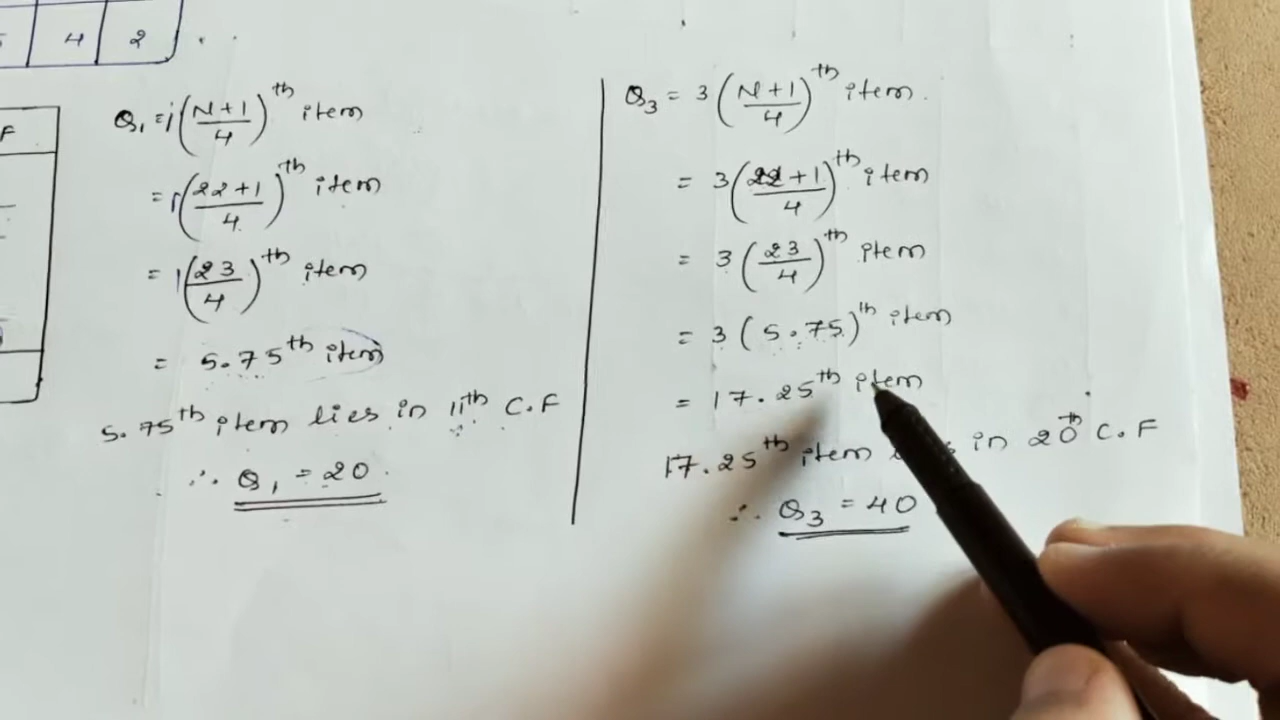 4 2
F
Q₁ = j(N+1/4)ᵗʰ item
= 1(22+1/4)ᵗʰ item
= 1(23/4)ᵗʰ item
= 5.75ᵗʰ item
5.75ᵗʰ item lies in 11ᵗʰ C.F
∴ Q₁ = 20
Q₃ = 3(N+1/4)ᵗʰ item.
= 3(22+1/4)ᵗʰ item
= 3(23/4)ᵗʰ item
= 3(5.75)ᵗʰ item
= 17.25ᵗʰ item
17.25ᵗʰ item in 20ᵗʰ C.F
∴ Q₃ = 40